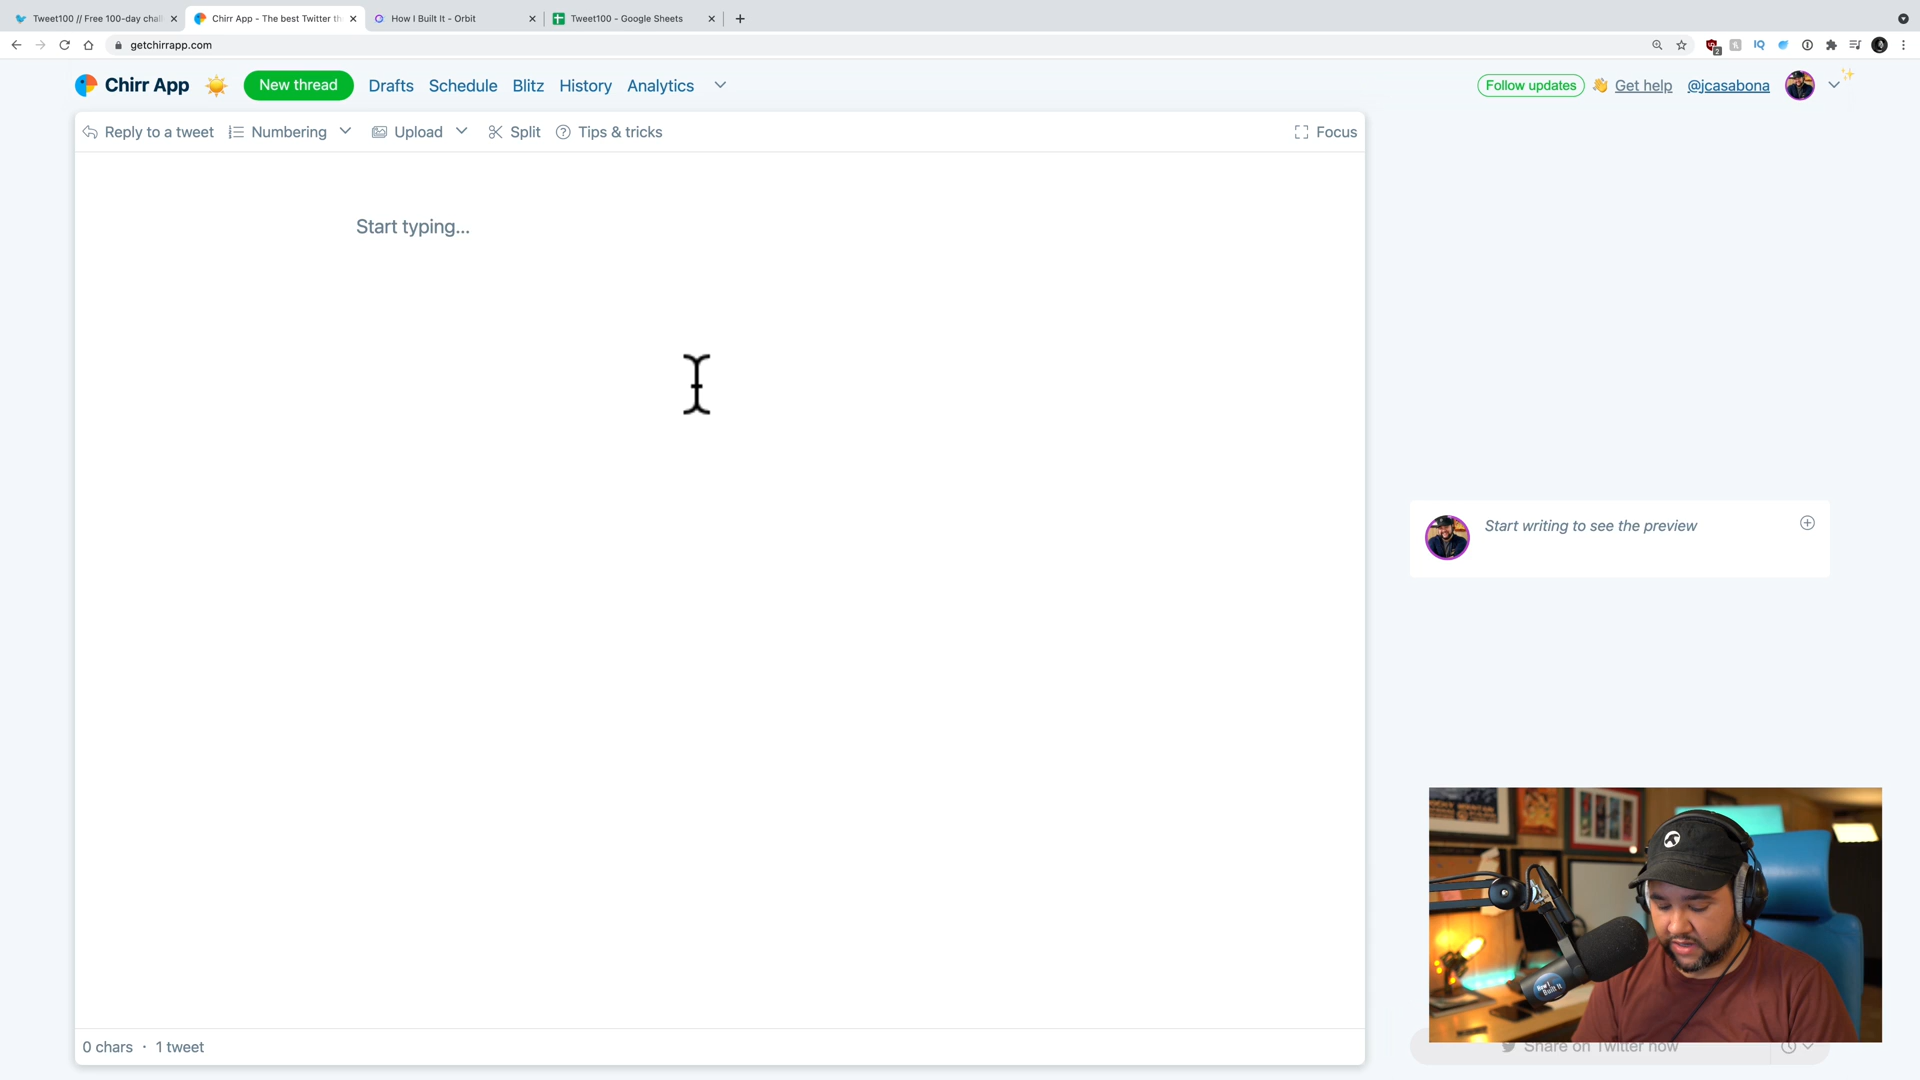 Tweet100 // Free 100-day chal
Chirr App - The best Twitter th
How I Built It - Orbit
Tweet100 - Google Sheets
getchirrapp.com
Chirr App
New thread
Drafts
Schedule
Blitz
History
Analytics
Follow updates
Get help
@jcasabona
Reply to a tweet
Numbering
Upload
Split
Tips & tricks
Focus
Start typing...
Start writing to see the preview
How I
Built It
0 chars · 1 tweet
Share on Twitter now